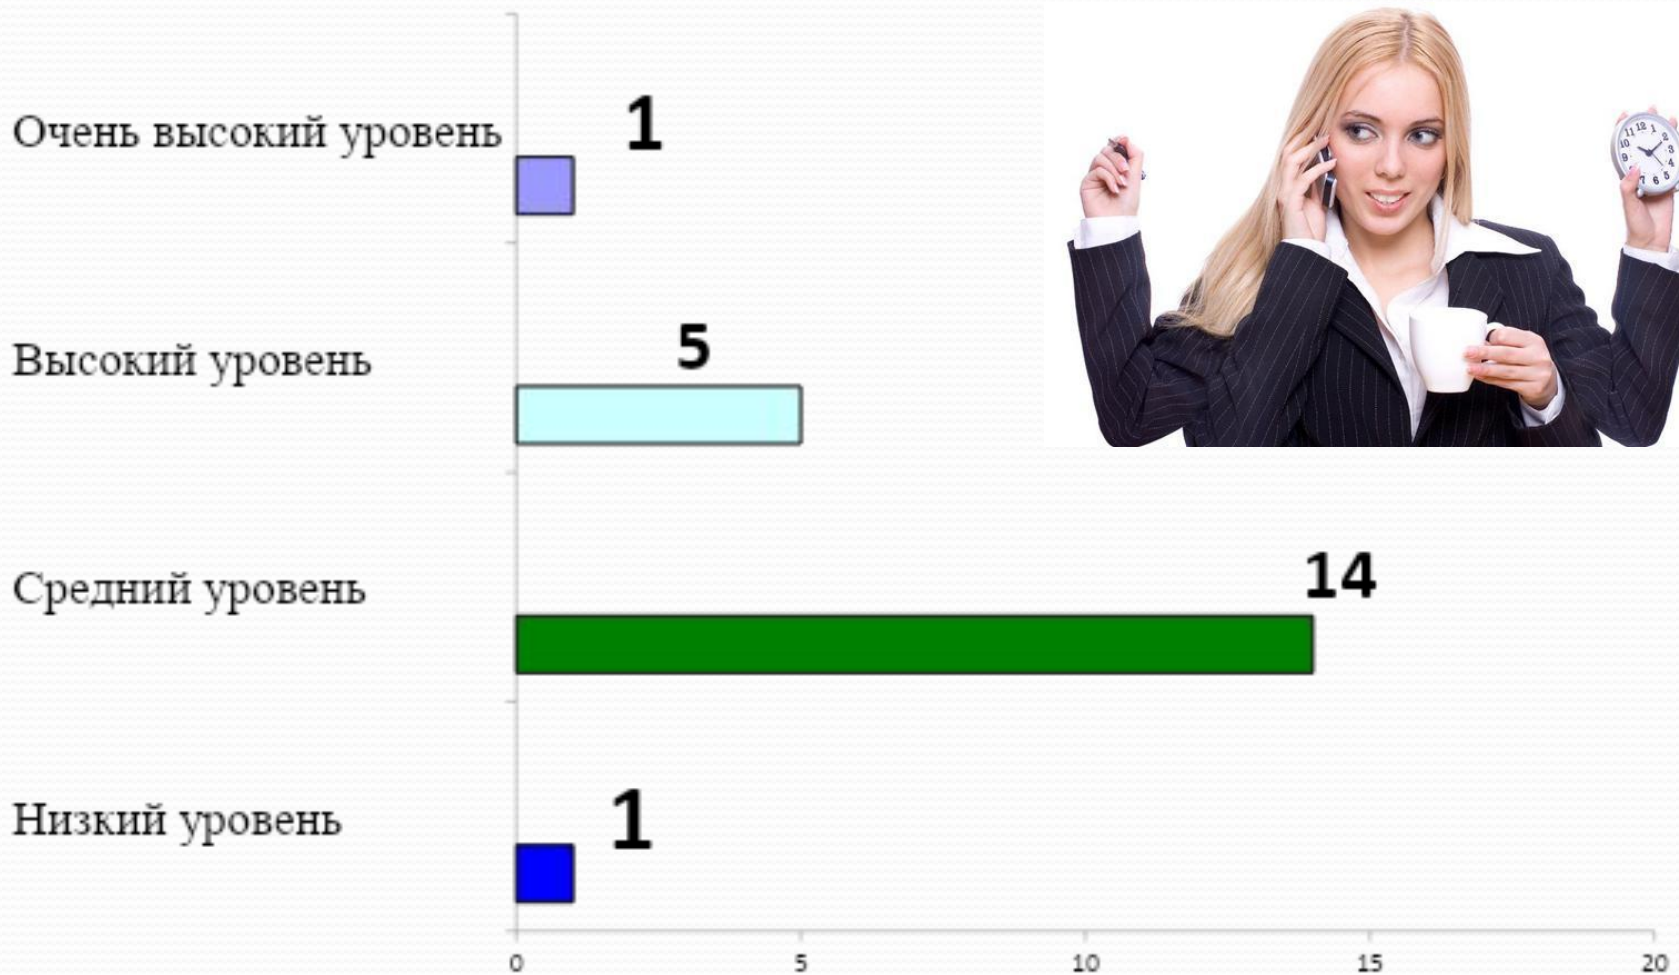 Очень высокий уровень
1
Высокий уровень
5
Средний уровень
14
Низкий уровень
1
0 5 10 15 20